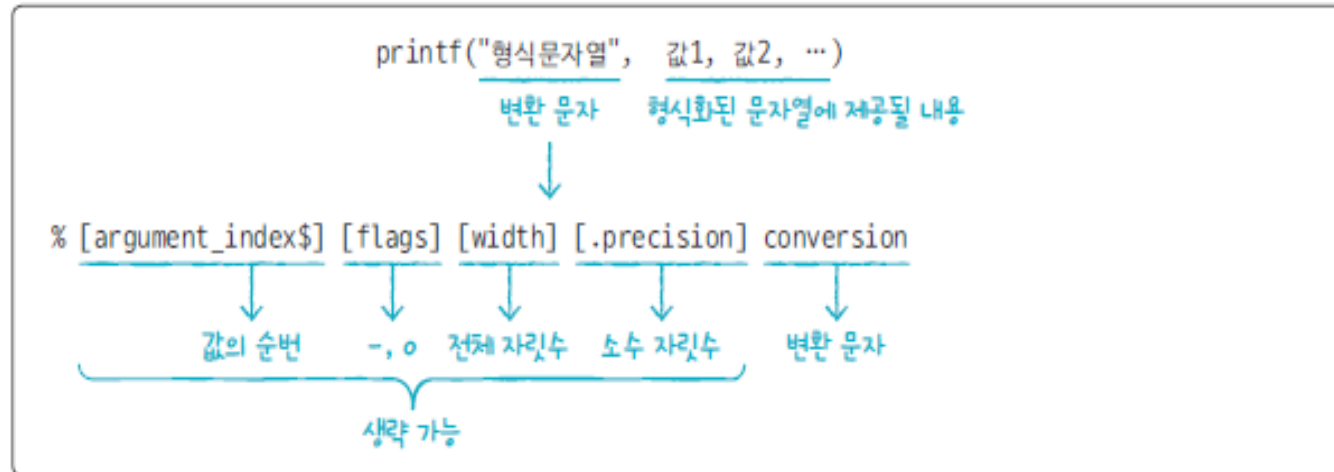 printf("형식문자열", 값1, 값2, …)
변환 문자 형식화된 문자열에 제공될 내용
% [argument_index$] [flags] [width] [.precision] conversion
값의 순번 -, 0 전체 자릿수 소수 자릿수 변환 문자
생략 가능